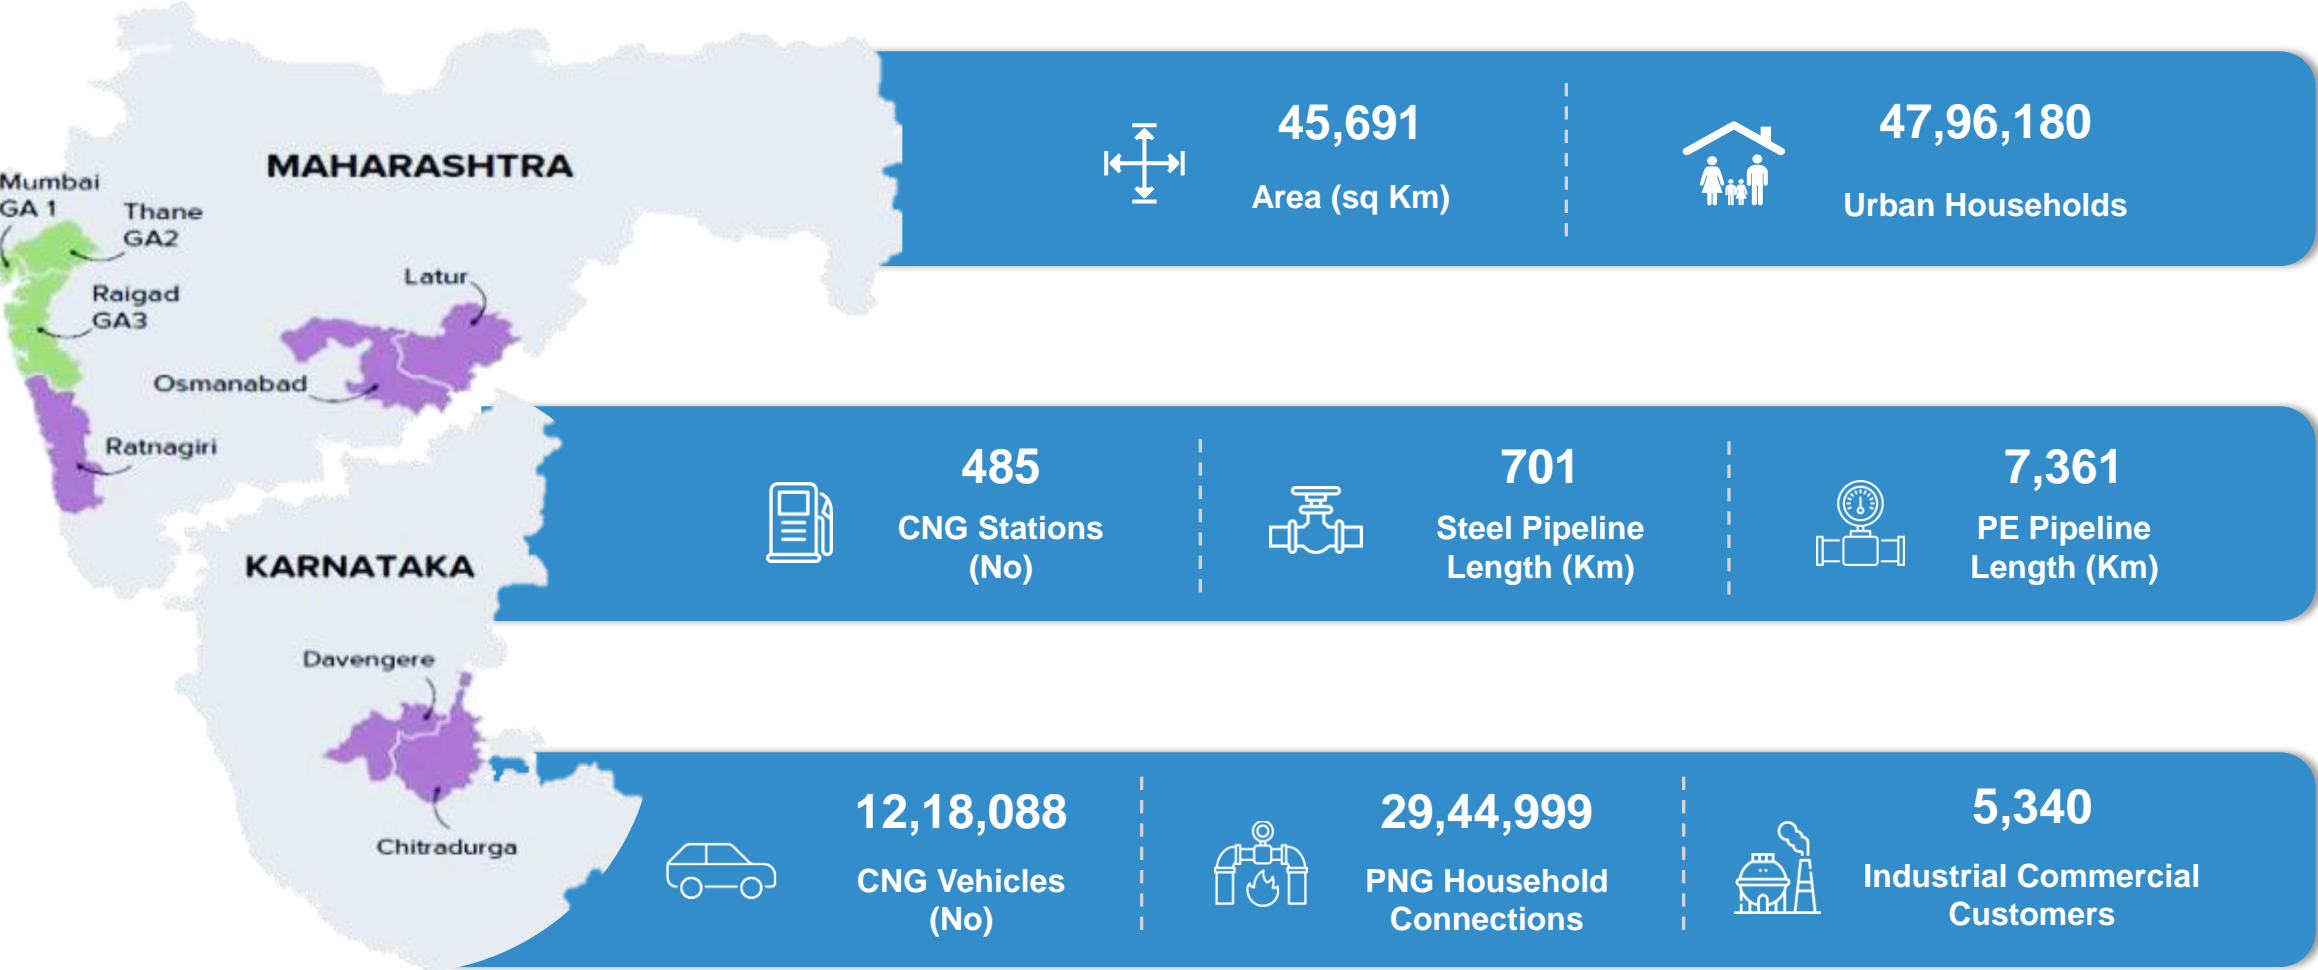 MAHARASHTRA
Mumbai
GA 1
Thane
GA2
Raigad
GA3
Latur
Osmanabad
Ratnagiri
KARNATAKA
Davengere
Chitradurga
45,691
Area (sq Km)
47,96,180
Urban Households
485
CNG Stations
(No)
701
Steel Pipeline
Length (Km)
7,361
PE Pipeline
Length (Km)
12,18,088
CNG Vehicles
(No)
29,44,999
PNG Household
Connections
5,340
Industrial Commercial
Customers